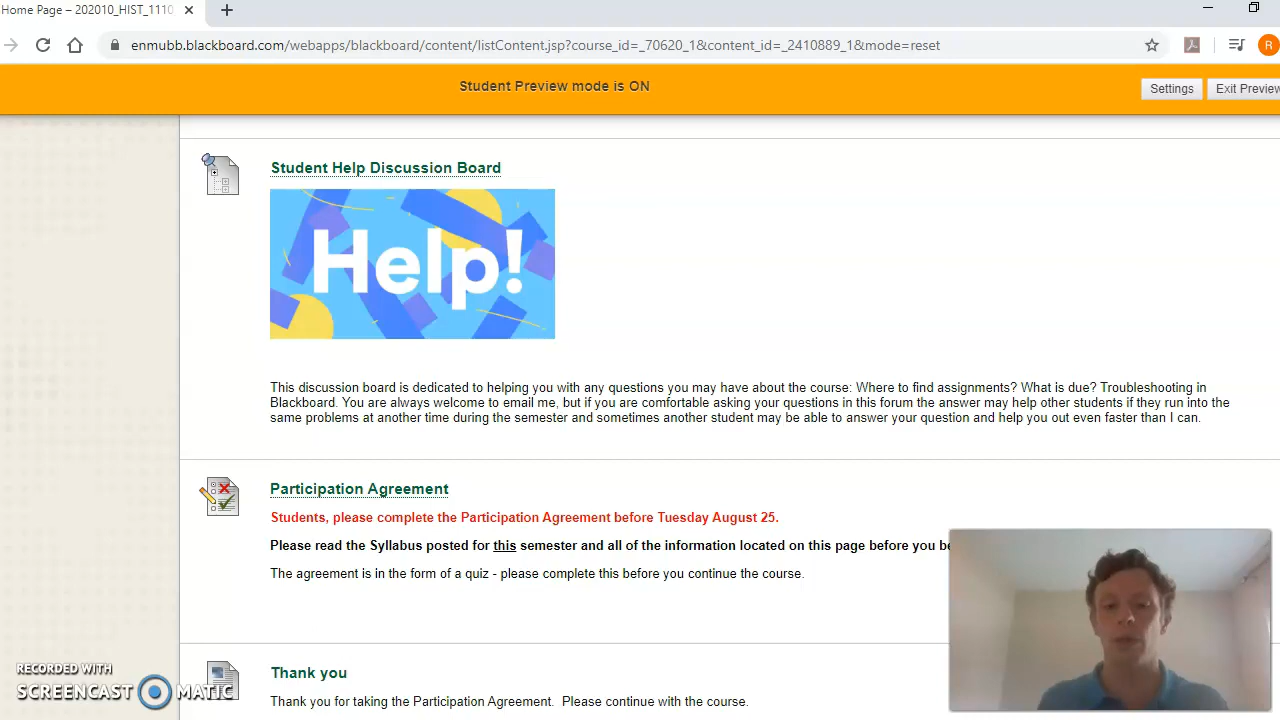 Home Page – 202010_HIST_1110
enmubb.blackboard.com/webapps/blackboard/content/listContent.jsp?course_id=_70620_1&content_id=_2410889_1&mode=reset
R
Student Preview mode is ON
Settings
Exit Preview
Student Help Discussion Board
Help!
This discussion board is dedicated to helping you with any questions you may have about the course: Where to find assignments? What is due? Troubleshooting in
Blackboard. You are always welcome to email me, but if you are comfortable asking your questions in this forum the answer may help other students if they run into the
same problems at another time during the semester and sometimes another student may be able to answer your question and help you out even faster than I can.
Participation Agreement
Students, please complete the Participation Agreement before Tuesday August 25.
Please read the Syllabus posted for this semester and all of the information located on this page before you be
The agreement is in the form of a quiz - please complete this before you continue the course.
Thank you
Thank you for taking the Participation Agreement.  Please continue with the course.
RECORDED WITH
SCREENCAST MATIC